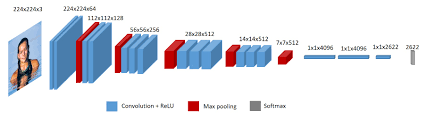 224x224x3
224x224x64
112x112x128
56x56x256
28x28x512
14x14x512
7x7x512
1x1x4096
1x1x4096
1x1x2622
2622
Convolution + ReLU
Max pooling
Softmax